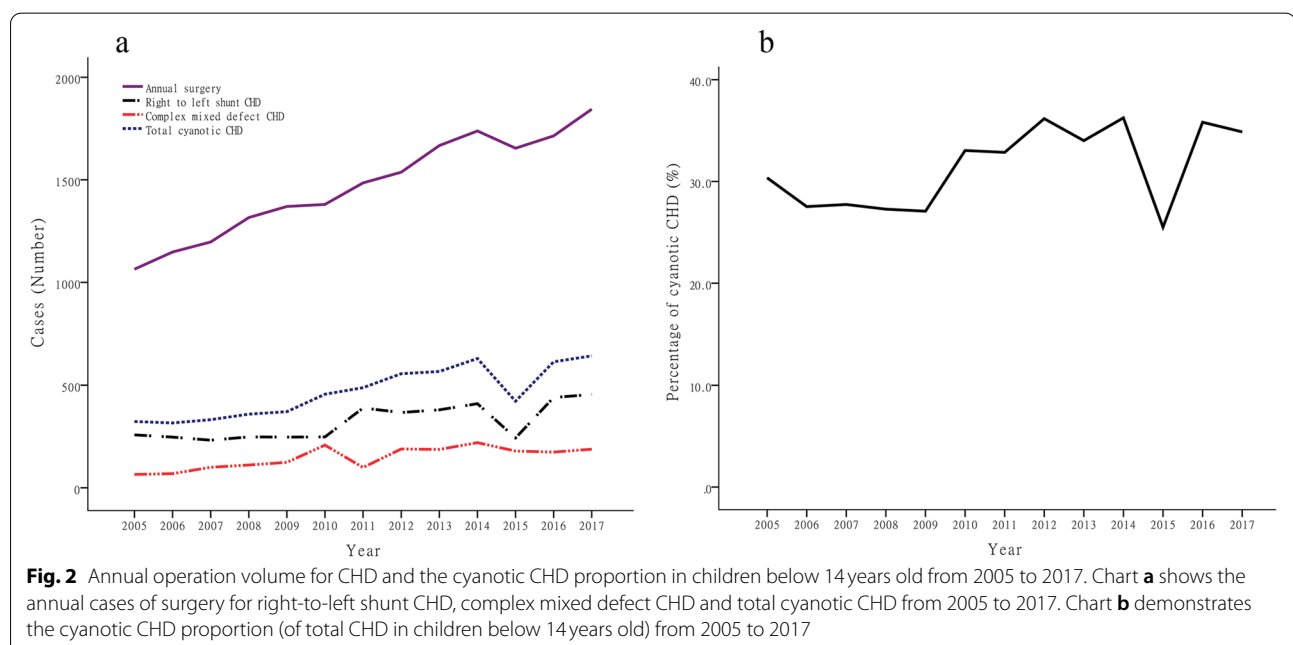 a
2000
1500
1000
500
0
Cases (Number)
Annual surgery
Right to left shunt CHD
Complex mixed defect CHD
Total cyanotic CHD
2005 2006 2007 2008 2009 2010 2011 2012 2013 2014 2015 2016 2017
Year
b
40.0
30.0
20.0
10.0
.0
Percentage of cyanotic CHD (%)
2005 2006 2007 2008 2009 2010 2011 2012 2013 2014 2015 2016 2017
Year
Fig. 2 Annual operation volume for CHD and the cyanotic CHD proportion in children below 14 years old from 2005 to 2017. Chart a shows the
annual cases of surgery for right-to-left shunt CHD, complex mixed defect CHD and total cyanotic CHD from 2005 to 2017. Chart b demonstrates
the cyanotic CHD proportion (of total CHD in children below 14 years old) from 2005 to 2017